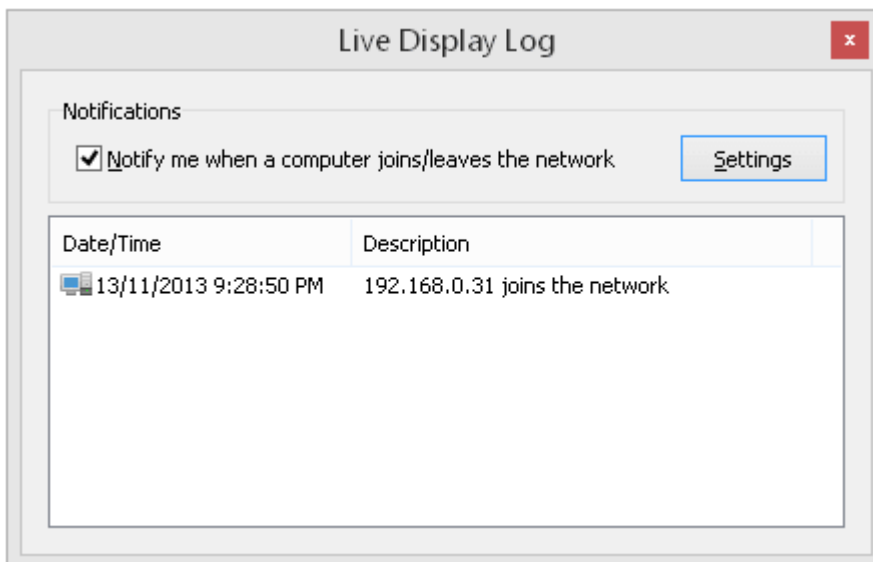 Live Display Log
x
Notifications
Notify me when a computer joins/leaves the network
Settings
Date/Time Description
13/11/2013 9:28:50 PM 192.168.0.31 joins the network